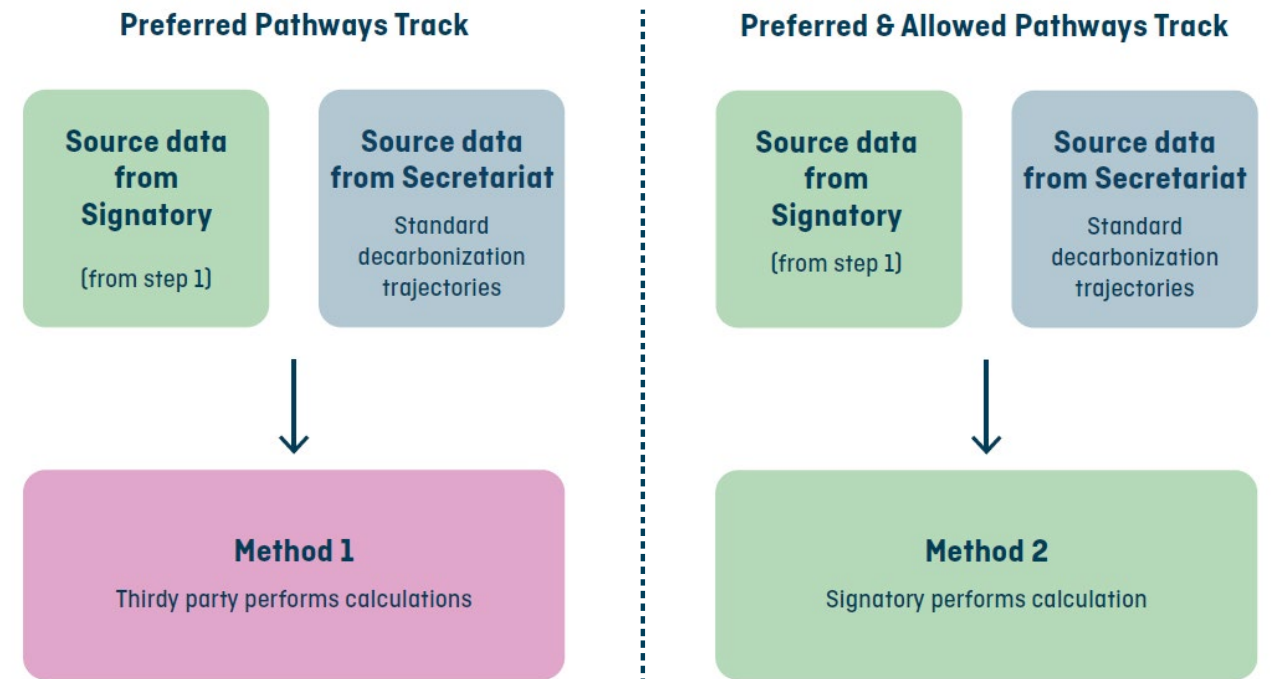 Preferred Pathways Track
Source data
from
Signatory
(from step 1)
Source data
from Secretariat
Standard
decarbonization
trajectories
Method 1
Thirdy party performs calculations
Preferred & Allowed Pathways Track
Source data
from
Signatory
(from step 1)
Source data
from Secretariat
Standard
decarbonization
trajectories
Method 2
Signatory performs calculation